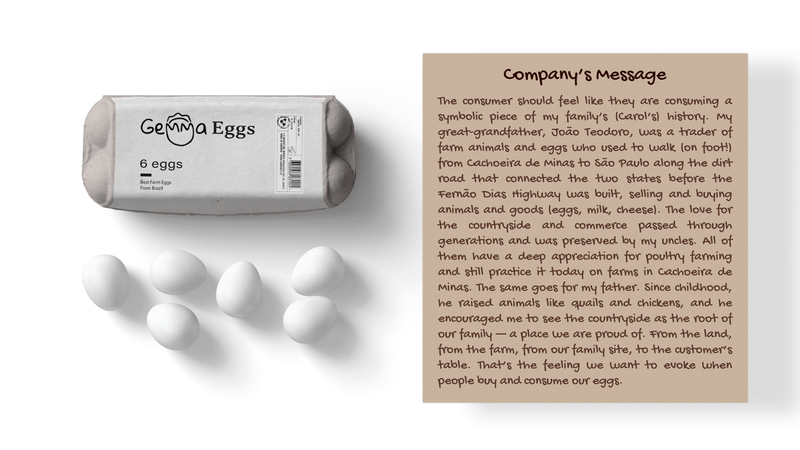 Gemma Eggs
6 eggs
Best Farm Eggs
From Brazil
Company's Message
The consumer should feel like they are consuming a
symbolic piece of my family's (Carol's) history. My
great-grandfather, João Teodoro, was a trader of
farm animals and eggs who used to walk (on foot!)
from Cachoeira de Minas to São Paulo along the dirt
road that connected the two states before the
Fernão Dias Highway was built, selling and buying
animals and goods (eggs, milk, cheese). The love for
the countryside and commerce passed through
generations and was preserved by my uncles. All of
them have a deep appreciation for poultry farming
and still practice it today on farms in Cachoeira de
Minas. The same goes for my father. Since childhood,
he raised animals like quails and chickens, and he
encouraged me to see the countryside as the root of
our family — a place we are proud of. From the land,
from the farm, from our family site, to the customer's
table. That's the feeling we want to evoke when
people buy and consume our eggs.